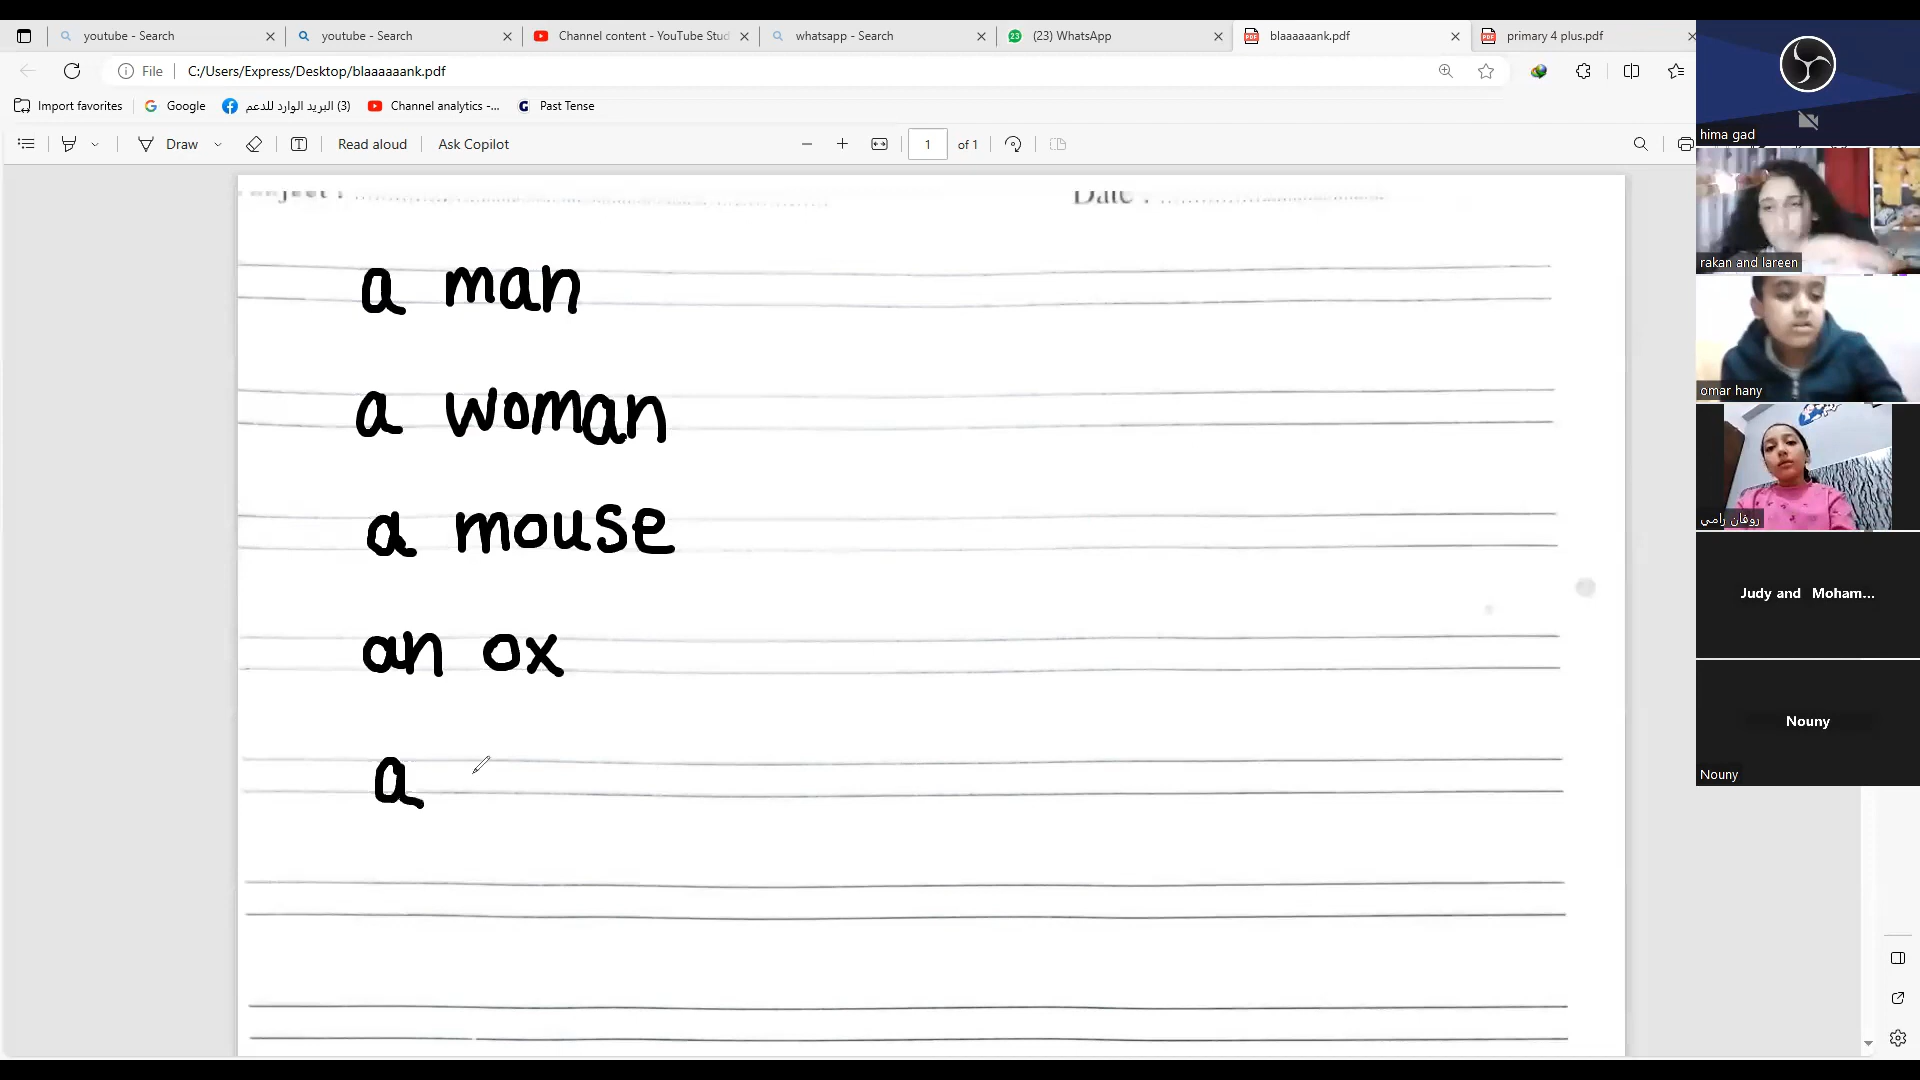 youtube - Search
youtube - Search
Channel content - YouTube Stud
whatsapp - Search
(23) WhatsApp
blaaaaaank.pdf
primary 4 plus.pdf
File
C:/Users/Express/Desktop/blaaaaaank.pdf
Import favorites
Google
(3) البريد الوارد للدعم
Channel analytics -...
Past Tense
Draw
Read aloud
Ask Copilot
1 of 1
Date :
a man
a woman
a mouse
an ox
a
hima gad
rakan and lareen
omar hany
روفان رامي
Judy and Moham...
Nouny
Nouny